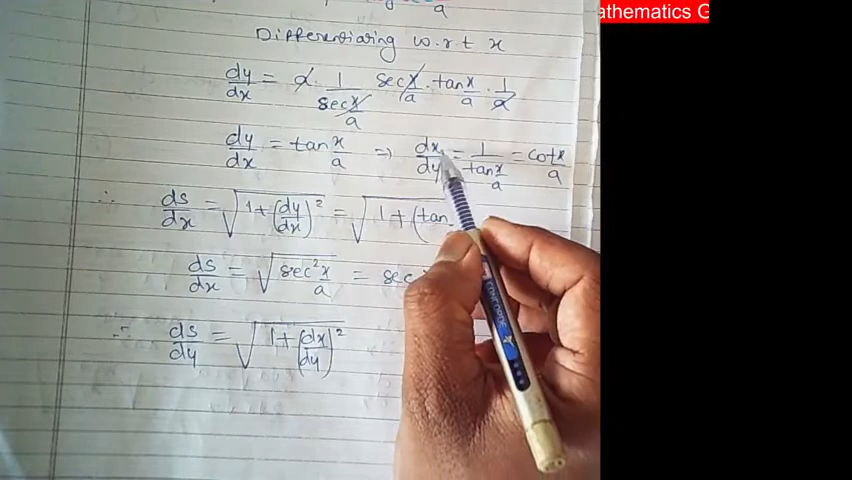 athematics G
a
Differentiaring w.r.t x
dy/dx = a · 1/(sec x/a) sec x/a · tan x/a · 1/a
dy/dx = tan x/a ⇒ dx/dy = 1/(tan x/a) = cot x/a
∴ ds/dx = √(1+(dy/dx)²) = √(1+(tan
ds/dx = √(sec² x/a) = sec
∴ ds/dy = √(1+(dx/dy)²)